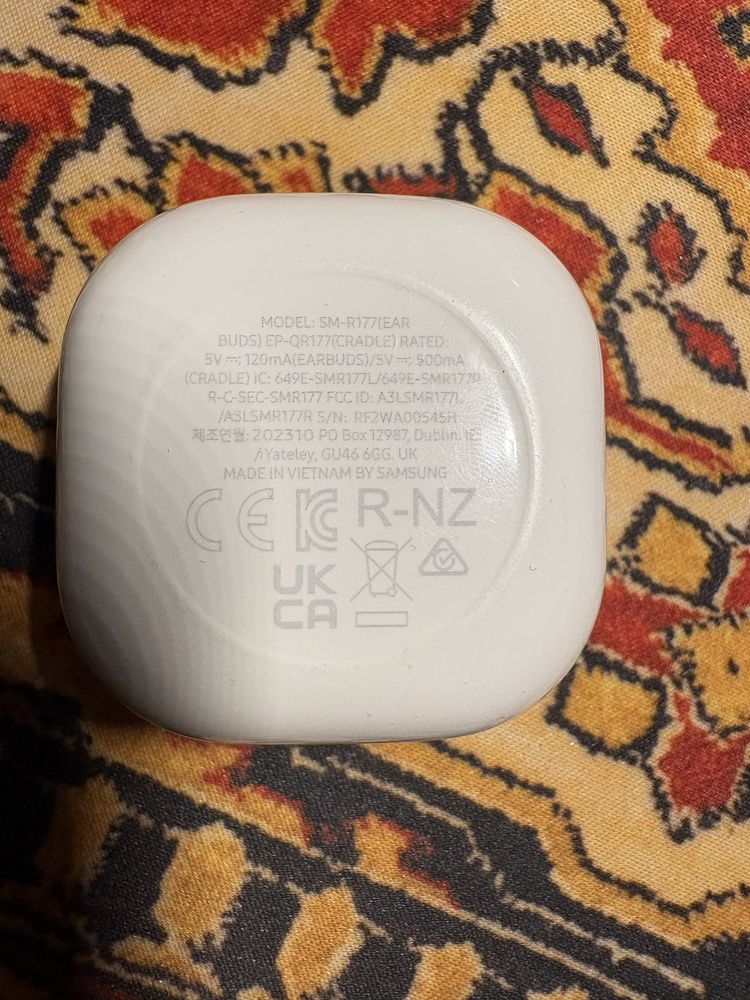 MODEL: SM-R177(EAR
BUDS) EP-QR177(CRADLE) RATED:
5V ⎓; 120mA(EARBUDS)/5V ⎓; 500mA
(CRADLE) IC: 649E-SMR177L/649E-SMR177R
R-C-SEC-SMR177 FCC ID: A3LSMR177L
/A3LSMR177R S/N: RF2WA00545H
제조연월: 202310 PO Box 12987, Dublin. IE
/Yateley, GU46 6GG. UK
MADE IN VIETNAM BY SAMSUNG
CE KC R-NZ
UK
CA